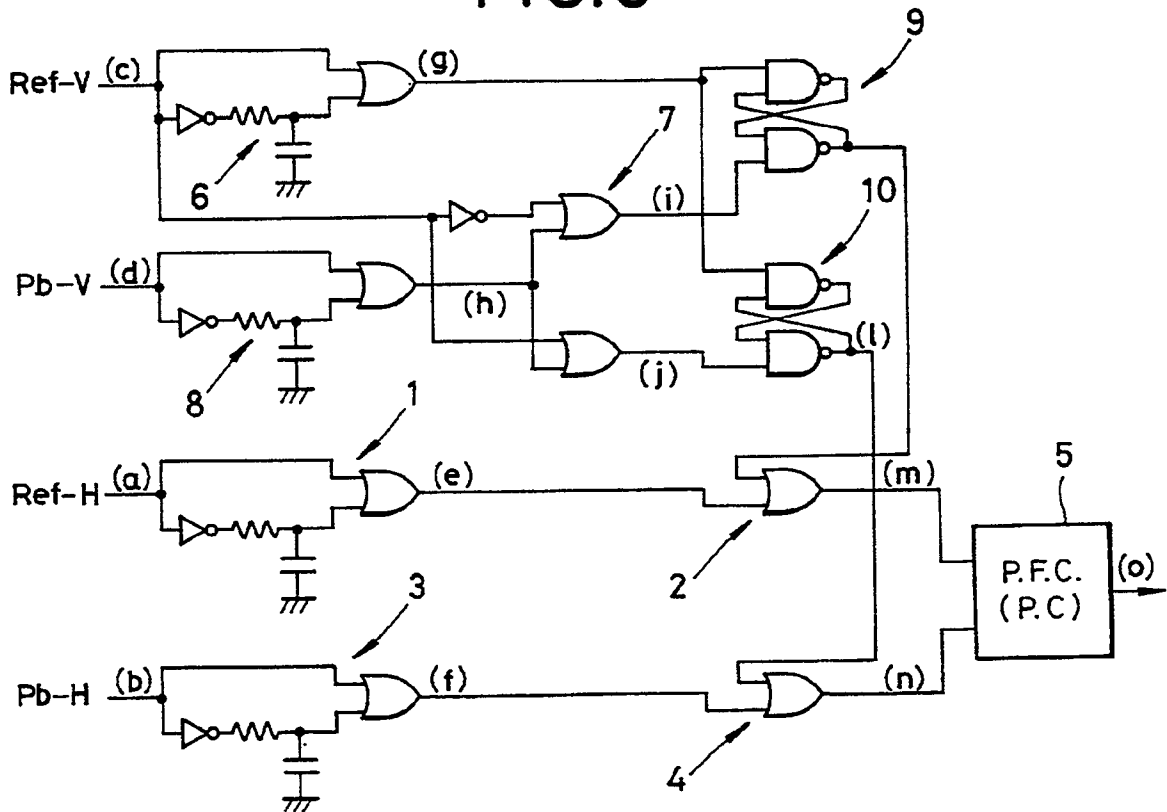 9
Ref-V (c) (g)
7
6 (i)
10
Pb-V (d) (h)
(l)
(j)
8
1
Ref-H (a) (e) (m)
5
P.F.C. (o)
(P.C)
2
3
Pb-H (b) (f) (n)
4